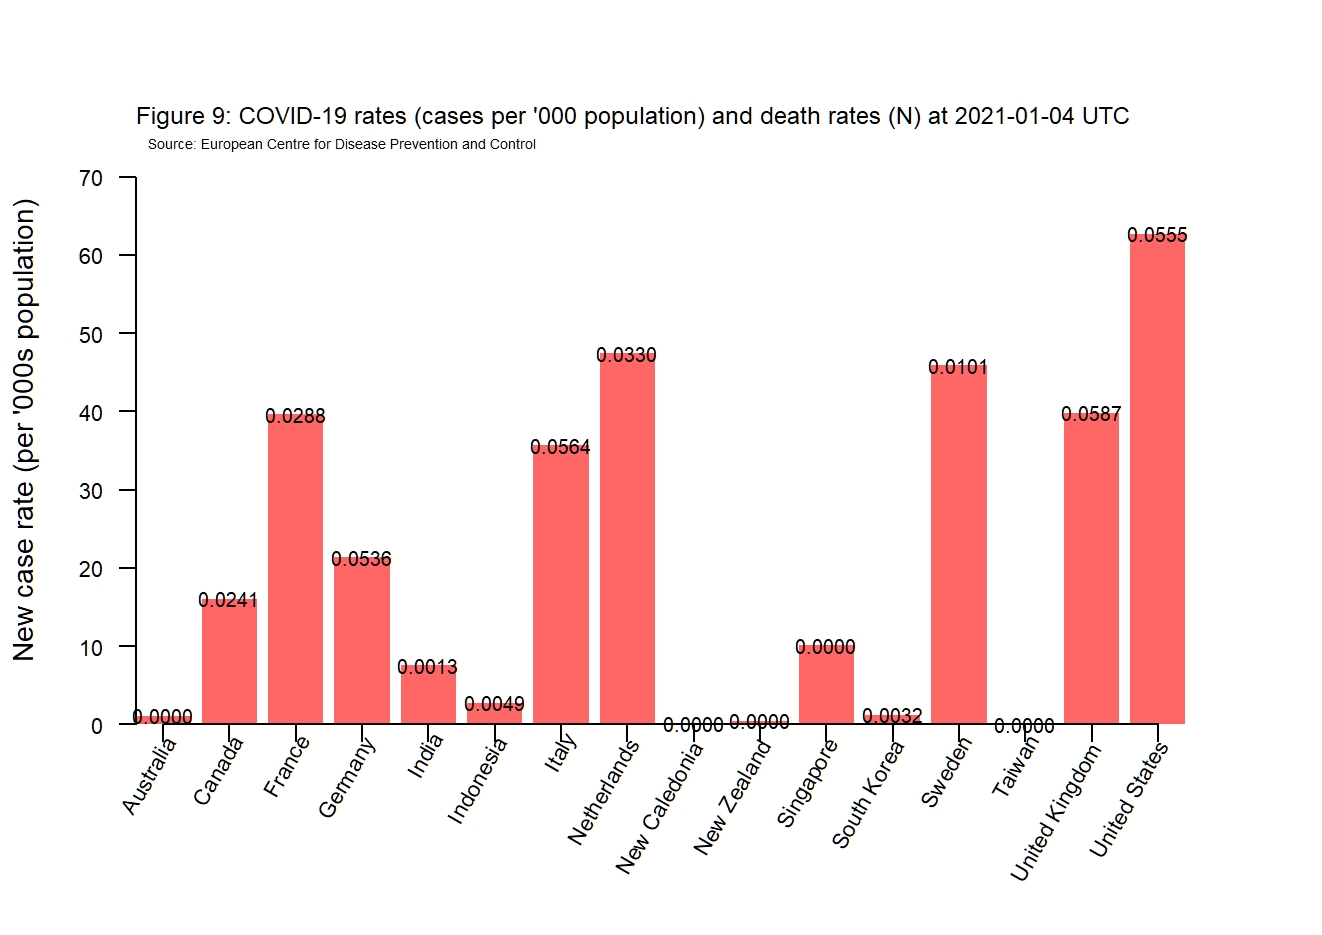 Figure 9: COVID-19 rates (cases per '000 population) and death rates (N) at 2021-01-04 UTC
Source: European Centre for Disease Prevention and Control
New case rate (per '000s population)
70
60
50
40
30
20
10
0
0.0000
0.0241
0.0288
0.0536
0.0013
0.0049
0.0564
0.0330
0.0000
0.0000
0.0000
0.0032
0.0101
0.0000
0.0587
0.0555
Australia
Canada
France
Germany
India
Indonesia
Italy
Netherlands
New Caledonia
New Zealand
Singapore
South Korea
Sweden
Taiwan
United Kingdom
United States